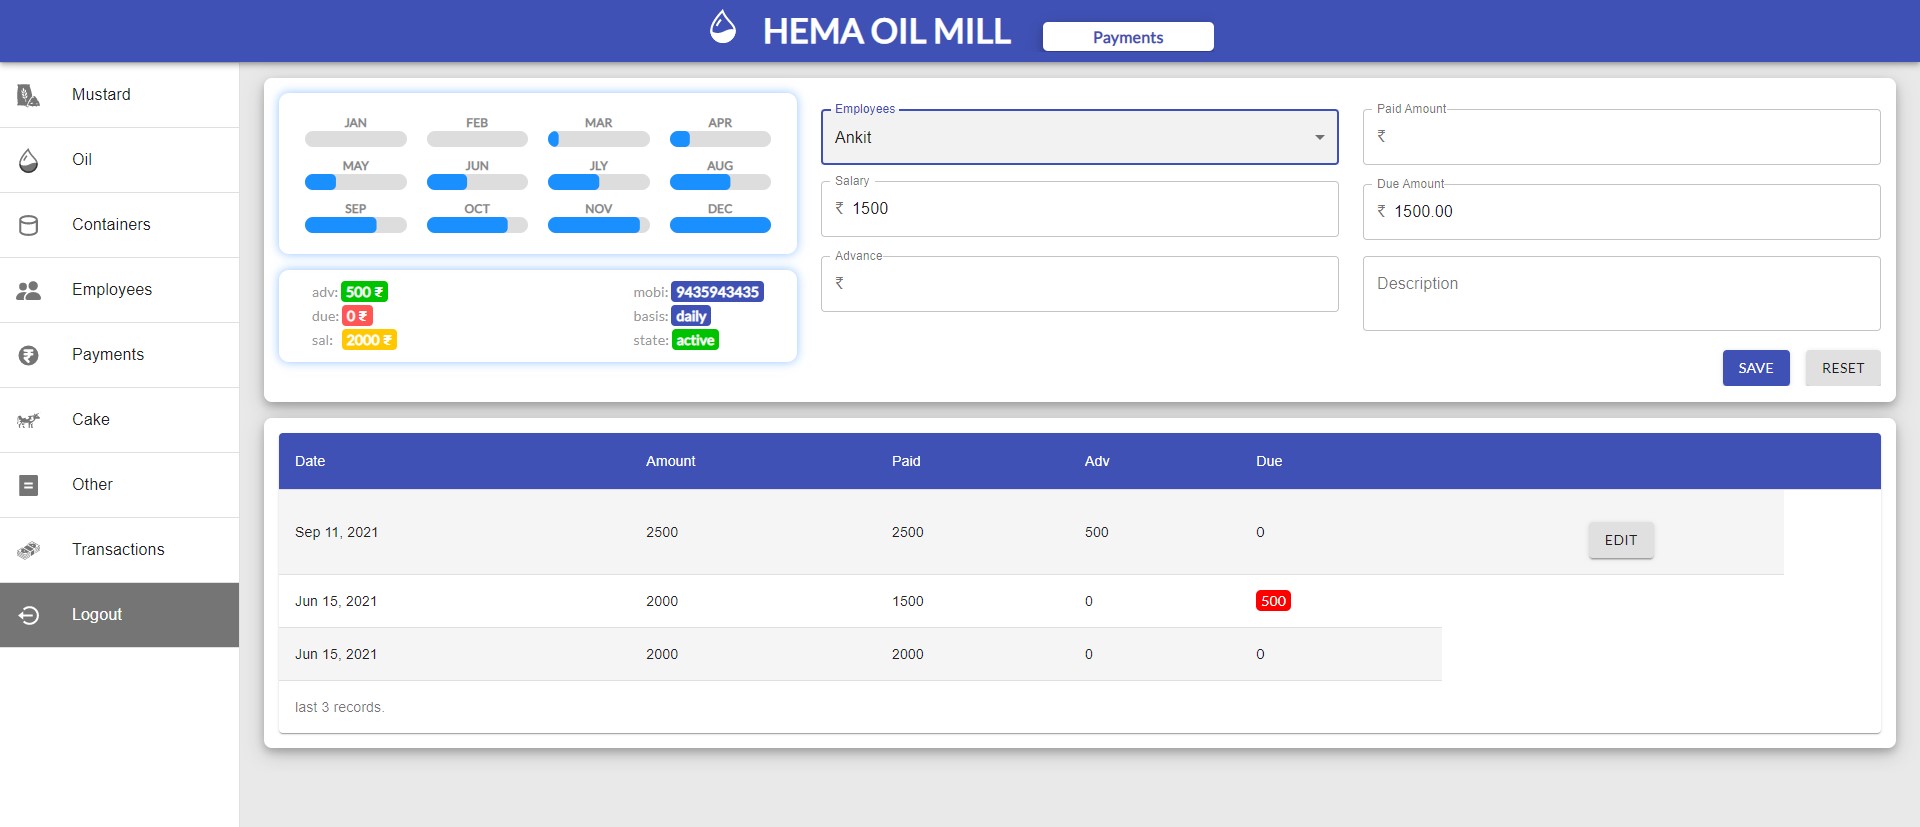 HEMA OIL MILL
Payments
Mustard
Oil
Containers
Employees
Payments
Cake
Other
Transactions
Logout
JAN FEB MAR APR
MAY JUN JLY AUG
SEP OCT NOV DEC
adv: 500 ₹ mobi: 9435943435
due: 0 ₹ basis: daily
sal: 2000 ₹ state: active
Employees
Ankit
Salary
₹ 1500
Advance
₹
Paid Amount
₹
Due Amount
₹ 1500.00
Description
SAVE RESET
Date Amount Paid Adv Due
Sep 11, 2021 2500 2500 500 0 EDIT
Jun 15, 2021 2000 1500 0 500
Jun 15, 2021 2000 2000 0 0
last 3 records.